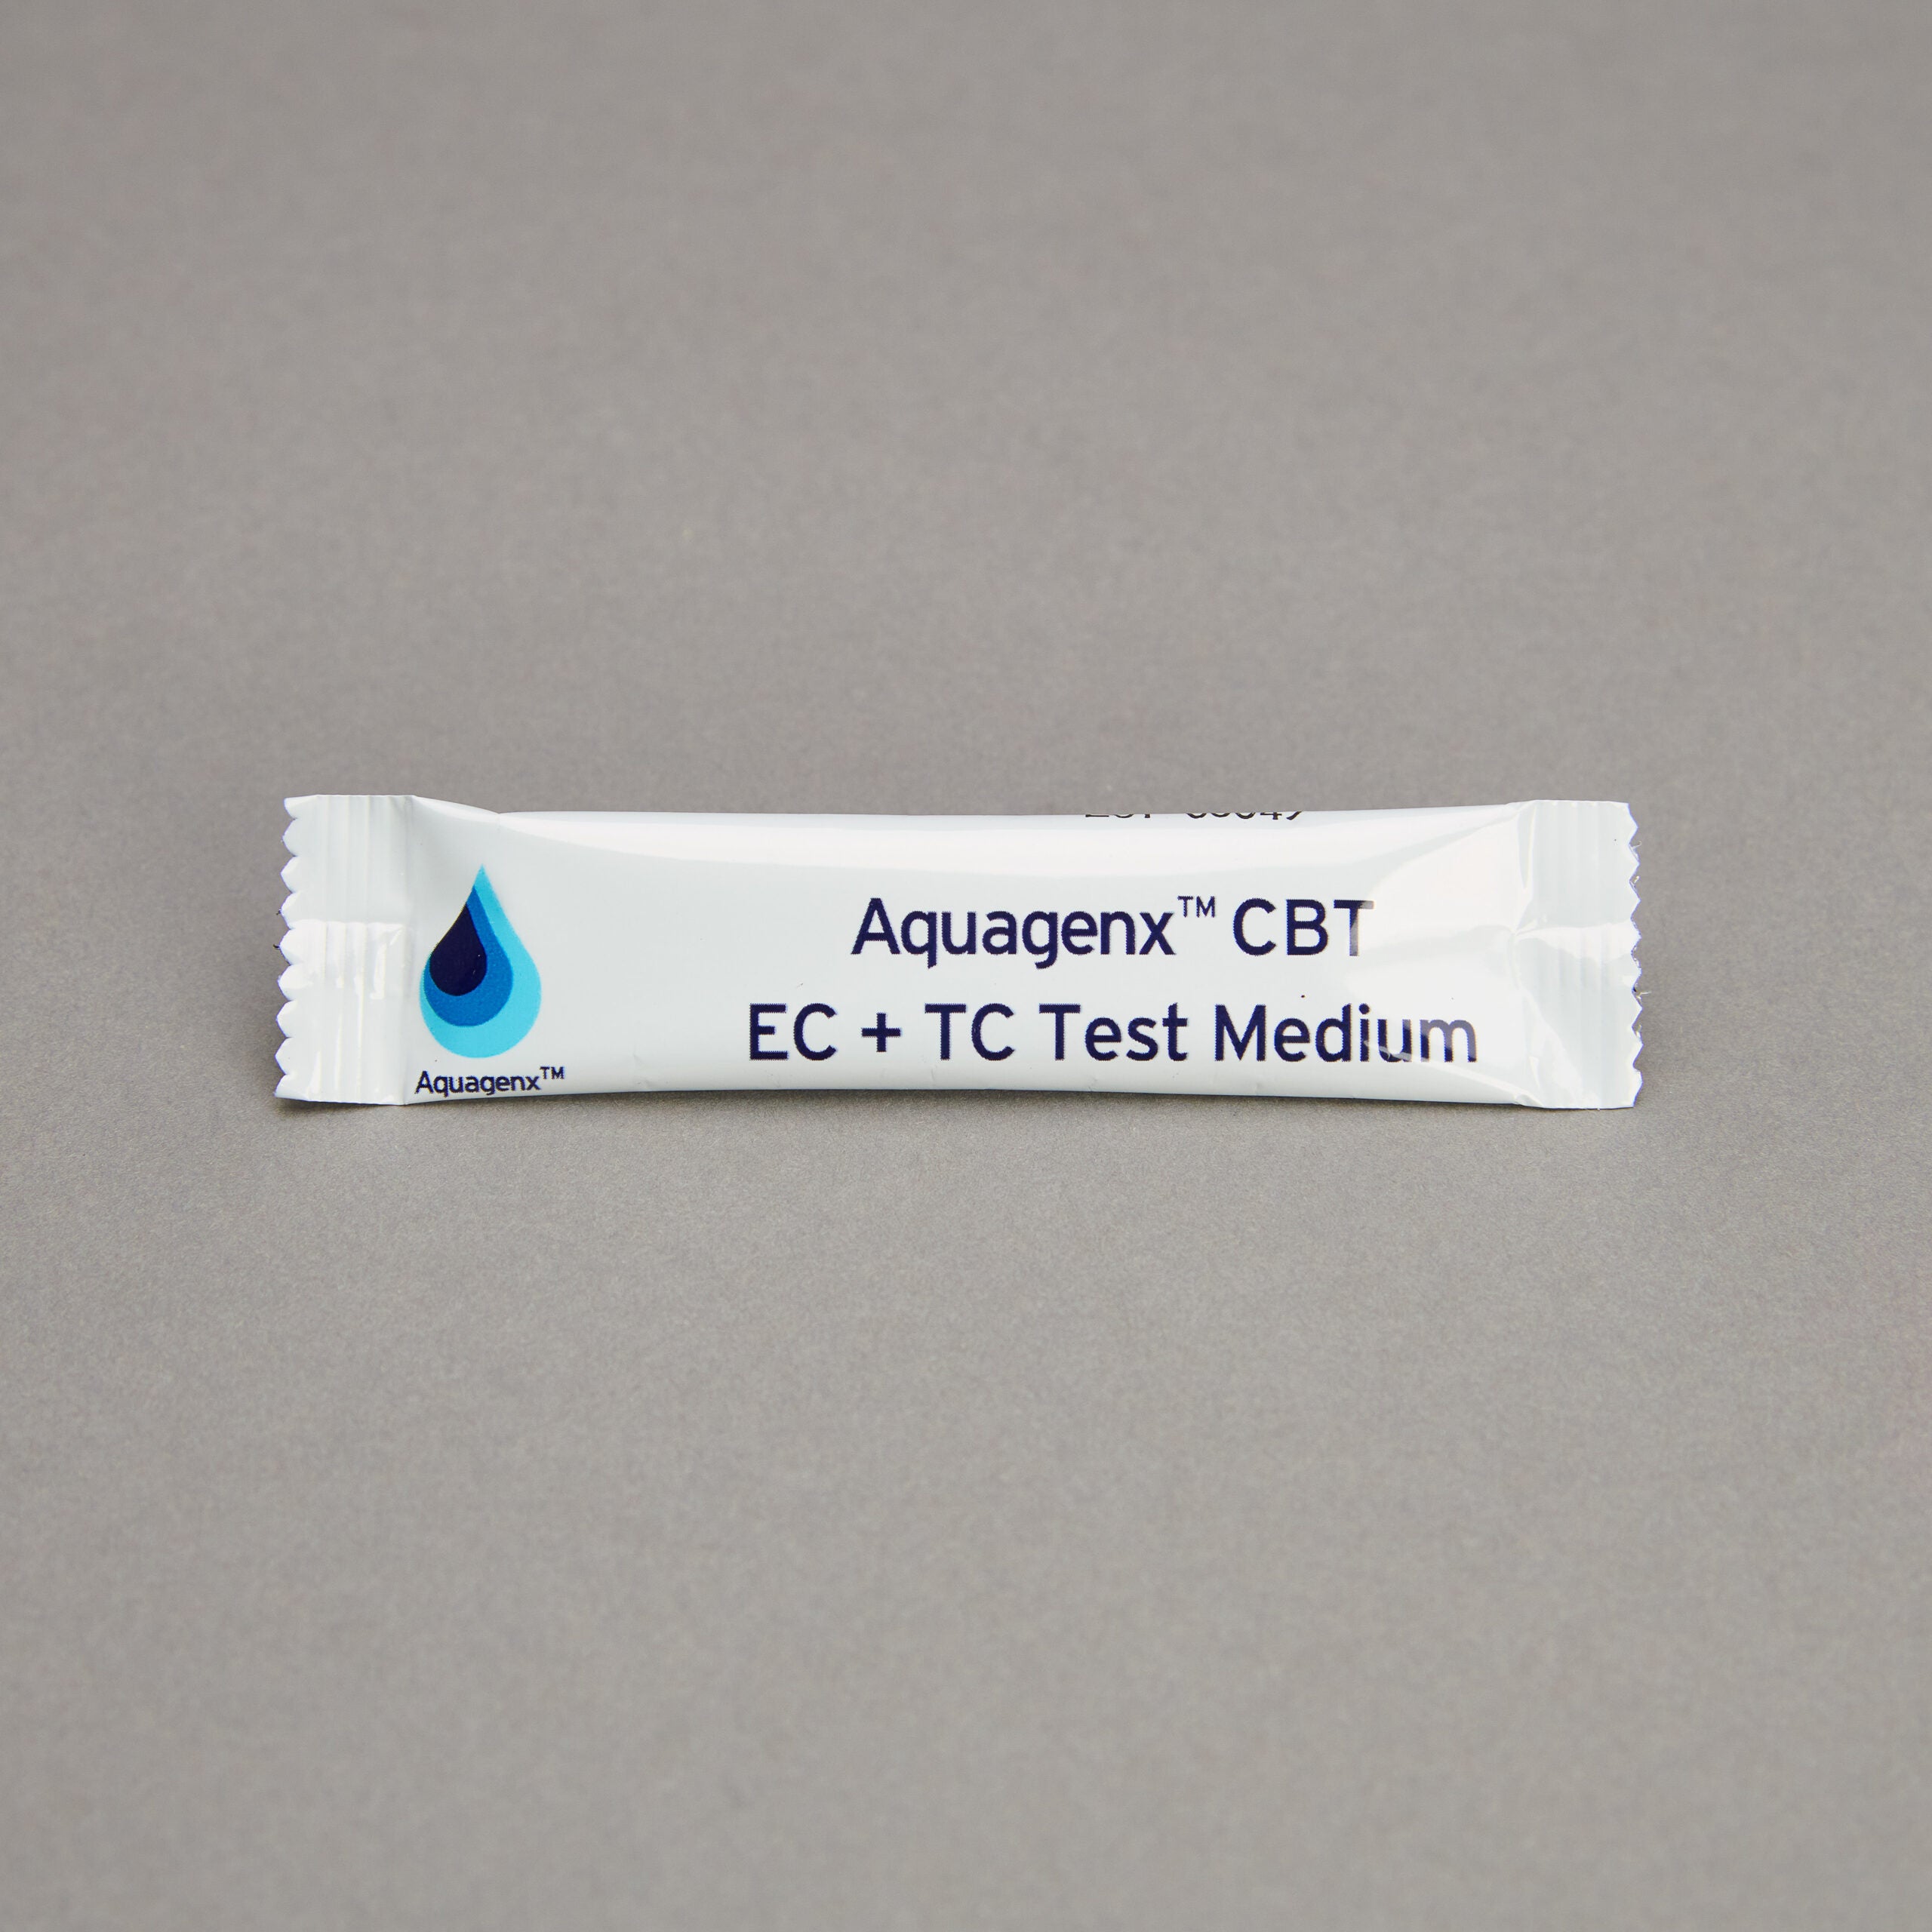 Aquagenx™ CBT
EC + TC Test Medium
Aquagenx™